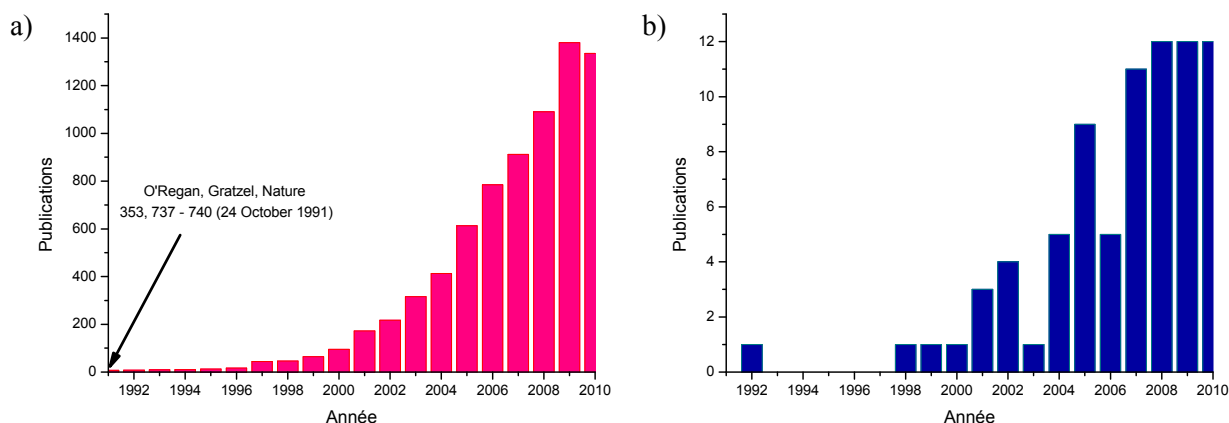 a)
Publications
1400
1200
1000
800
600
400
200
0
O'Regan, Gratzel, Nature
353, 737 - 740 (24 October 1991)
1992 1994 1996 1998 2000 2002 2004 2006 2008 2010
Année
b)
Publications
12
10
8
6
4
2
0
1992 1994 1996 1998 2000 2002 2004 2006 2008 2010
Année